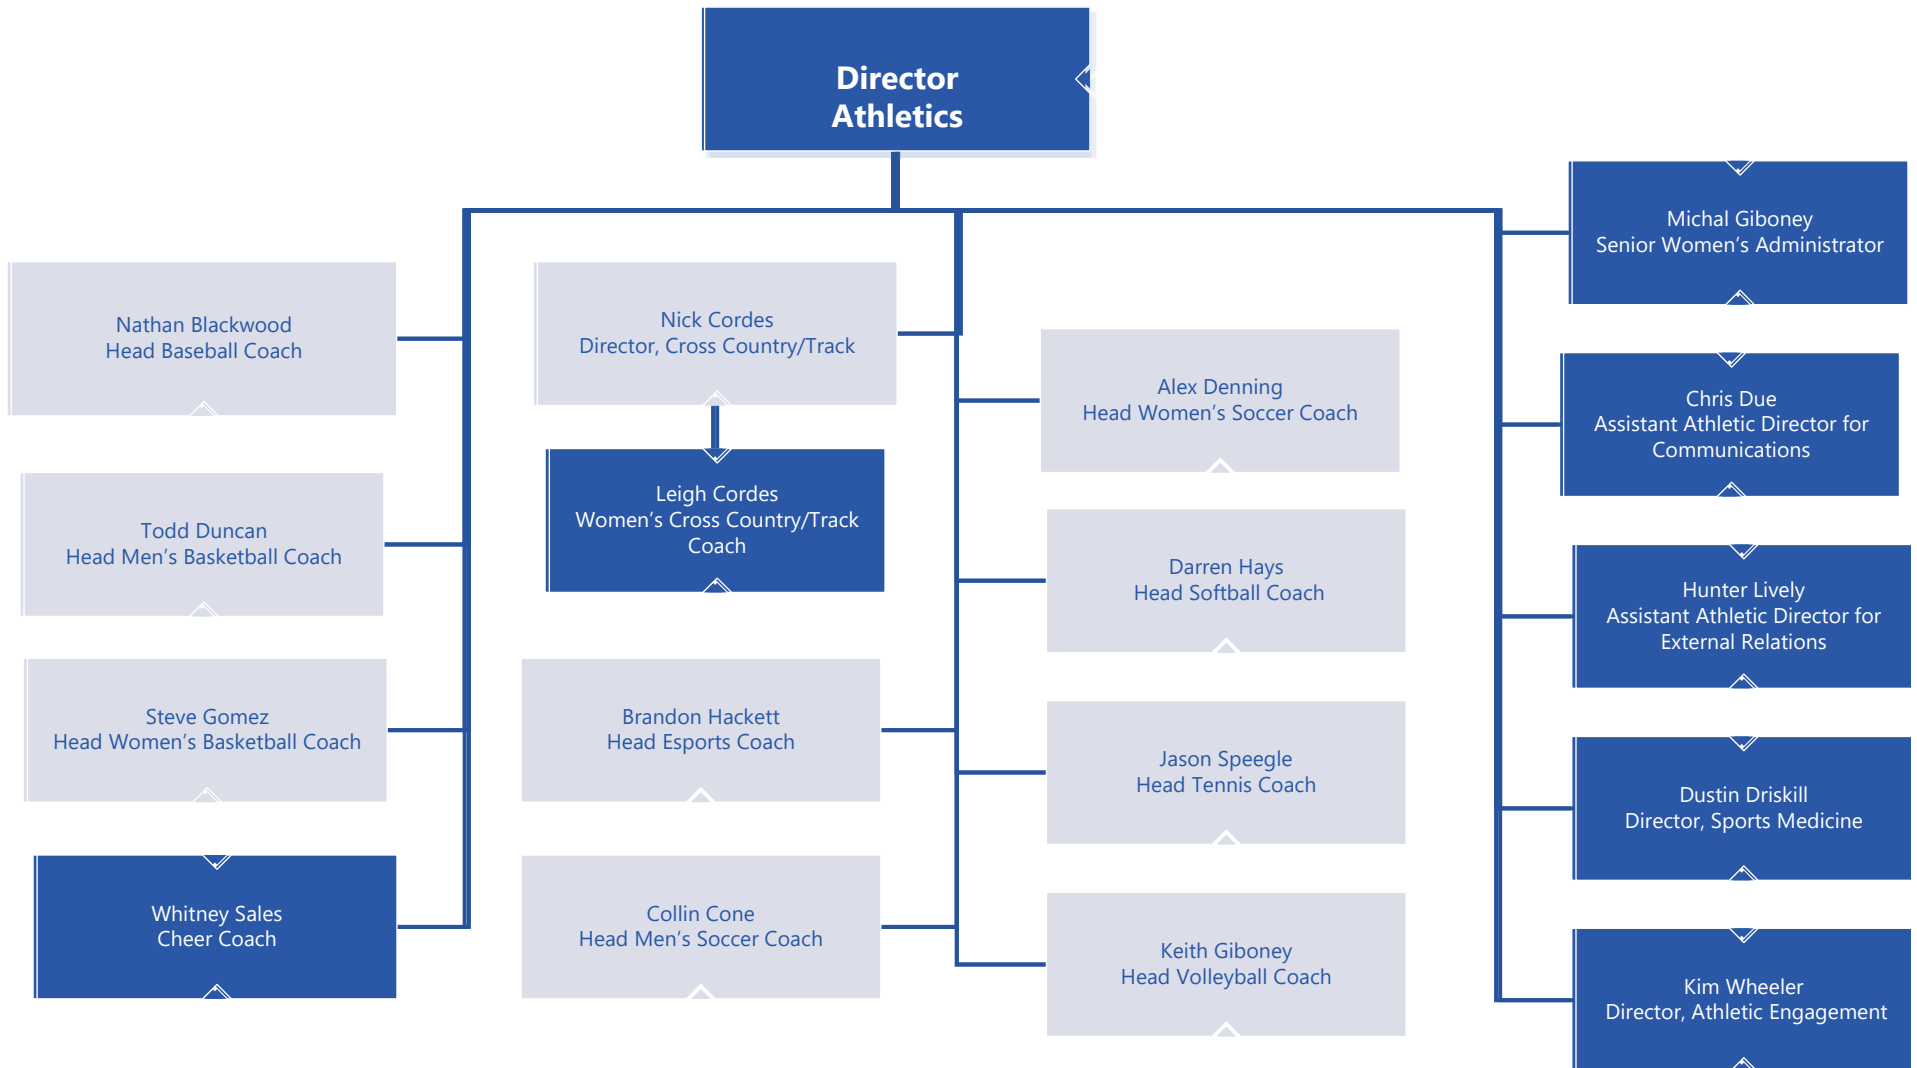 Director
Athletics
Nathan Blackwood
Head Baseball Coach
Todd Duncan
Head Men's Basketball Coach
Steve Gomez
Head Women's Basketball Coach
Whitney Sales
Cheer Coach
Nick Cordes
Director, Cross Country/Track
Leigh Cordes
Women's Cross Country/Track
Coach
Brandon Hackett
Head Esports Coach
Collin Cone
Head Men's Soccer Coach
Alex Denning
Head Women's Soccer Coach
Darren Hays
Head Softball Coach
Jason Speegle
Head Tennis Coach
Keith Giboney
Head Volleyball Coach
Michal Giboney
Senior Women's Administrator
Chris Due
Assistant Athletic Director for
Communications
Hunter Lively
Assistant Athletic Director for
External Relations
Dustin Driskill
Director, Sports Medicine
Kim Wheeler
Director, Athletic Engagement